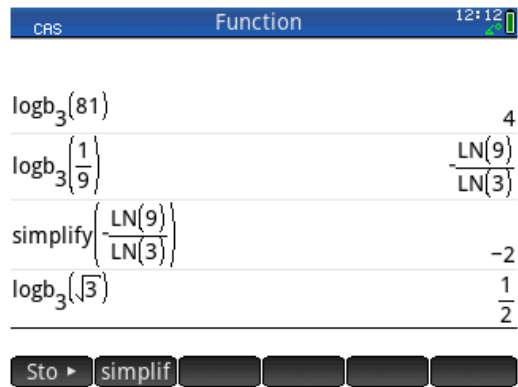 CAS Function 12:12
logb₃(81)
4
logb₃(1/9)
-LN(9)/LN(3)
simplify(-LN(9)/LN(3))
-2
logb₃(√3)
1/2
Sto ► simplif